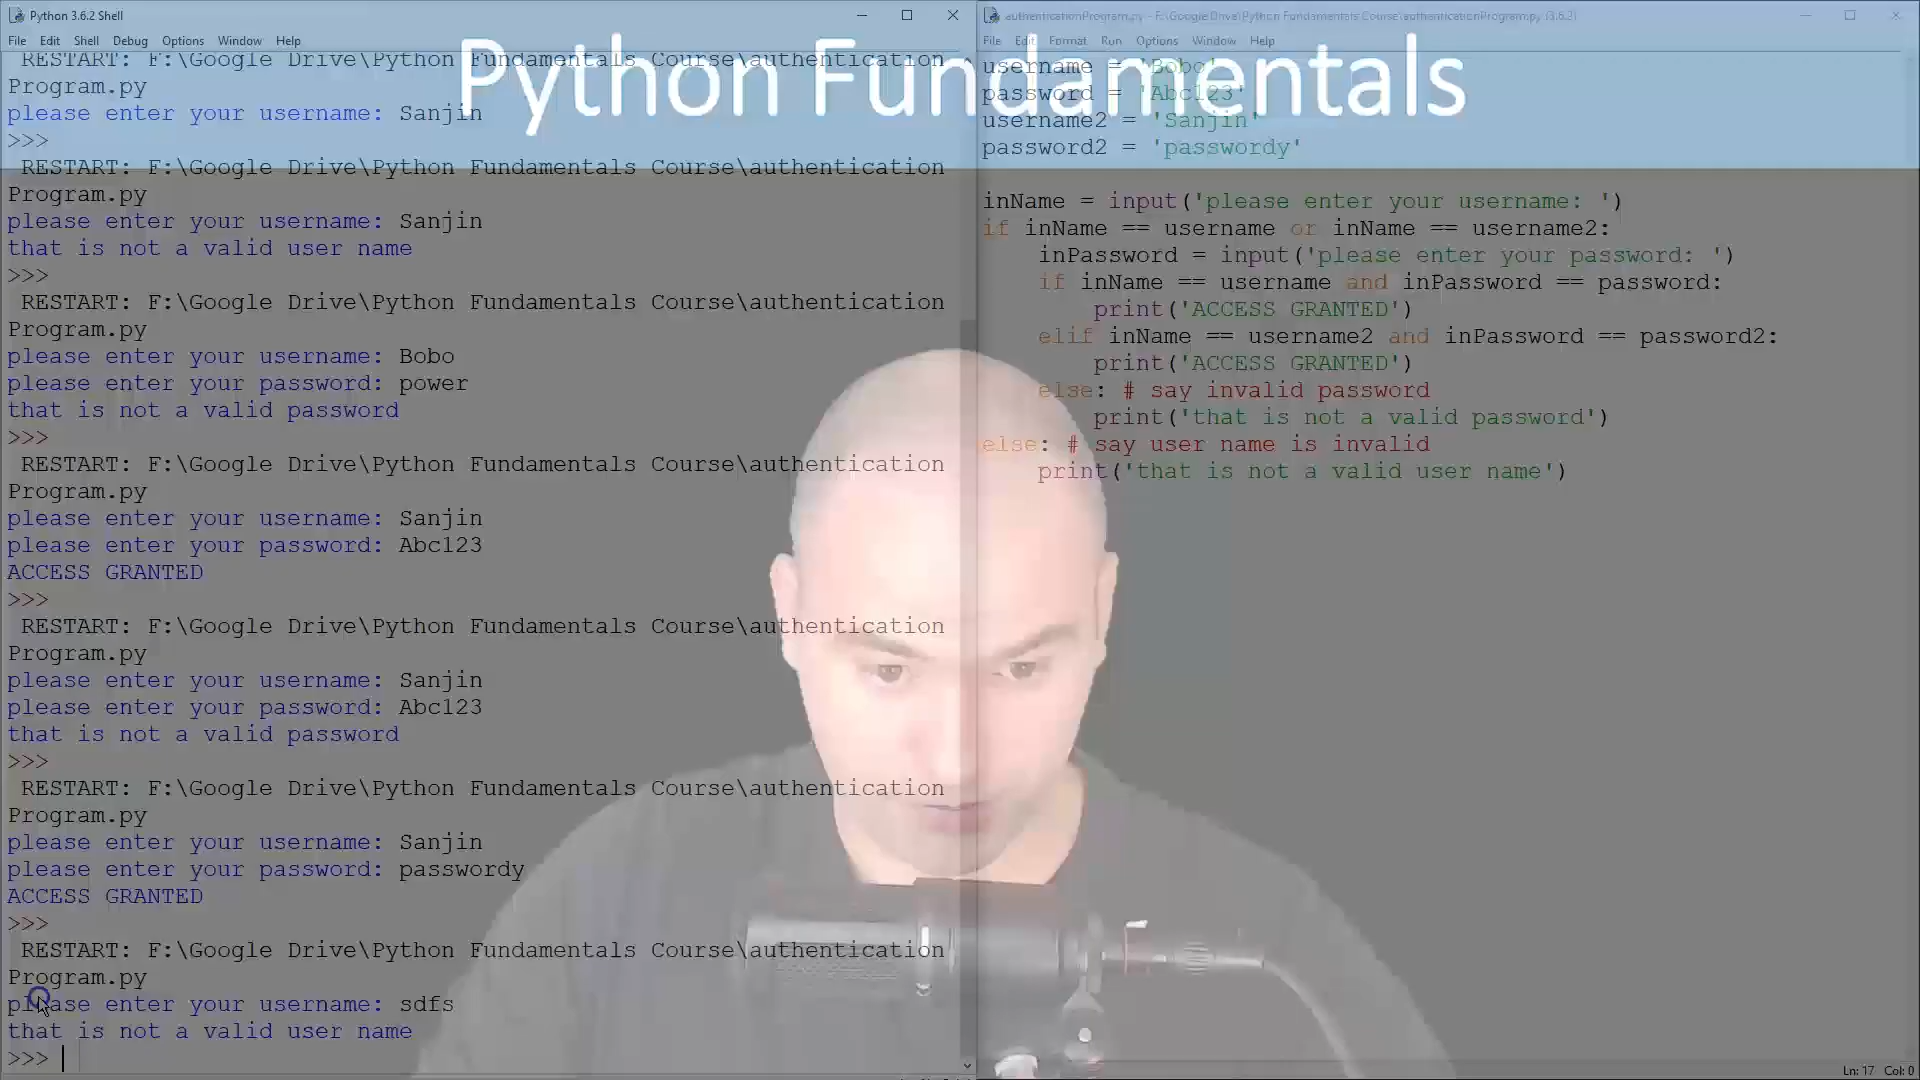 Python 3.6.2 Shell
File Edit Shell Debug Options Window Help
RESTART: F:\Google Drive\Python Fundamentals Course\authentication
Program.py
please enter your username: Sanjin
>>>
RESTART: F:\Google Drive\Python Fundamentals Course\authentication
Program.py
please enter your username: Sanjin
that is not a valid user name
>>>
RESTART: F:\Google Drive\Python Fundamentals Course\authentication
Program.py
please enter your username: Bobo
please enter your password: power
that is not a valid password
>>>
RESTART: F:\Google Drive\Python Fundamentals Course\authentication
Program.py
please enter your username: Sanjin
please enter your password: Abc123
ACCESS GRANTED
>>>
RESTART: F:\Google Drive\Python Fundamentals Course\authentication
Program.py
please enter your username: Sanjin
please enter your password: Abc123
that is not a valid password
>>>
RESTART: F:\Google Drive\Python Fundamentals Course\authentication
Program.py
please enter your username: Sanjin
please enter your password: passwordy
ACCESS GRANTED
>>>
RESTART: F:\Google Drive\Python Fundamentals Course\authentication
Program.py
please enter your username: sdfs
that is not a valid user name
>>>
Python Fundamentals
authenticationProgram.py - F:\Google Drive\Python Fundamentals Course\authenticationProgram.py (3.6.2)
File Edit Format Run Options Window Help
username = 'Bobo'
password = 'Abc123'
username2 = 'Sanjin'
password2 = 'passwordy'
inName = input('please enter your username: ')
if inName == username or inName == username2:
inPassword = input('please enter your password: ')
if inName == username and inPassword == password:
print('ACCESS GRANTED')
elif inName == username2 and inPassword == password2:
print('ACCESS GRANTED')
else: # say invalid password
print('that is not a valid password')
else: # say user name is invalid
print('that is not a valid user name')
Ln: 17 Col: 0